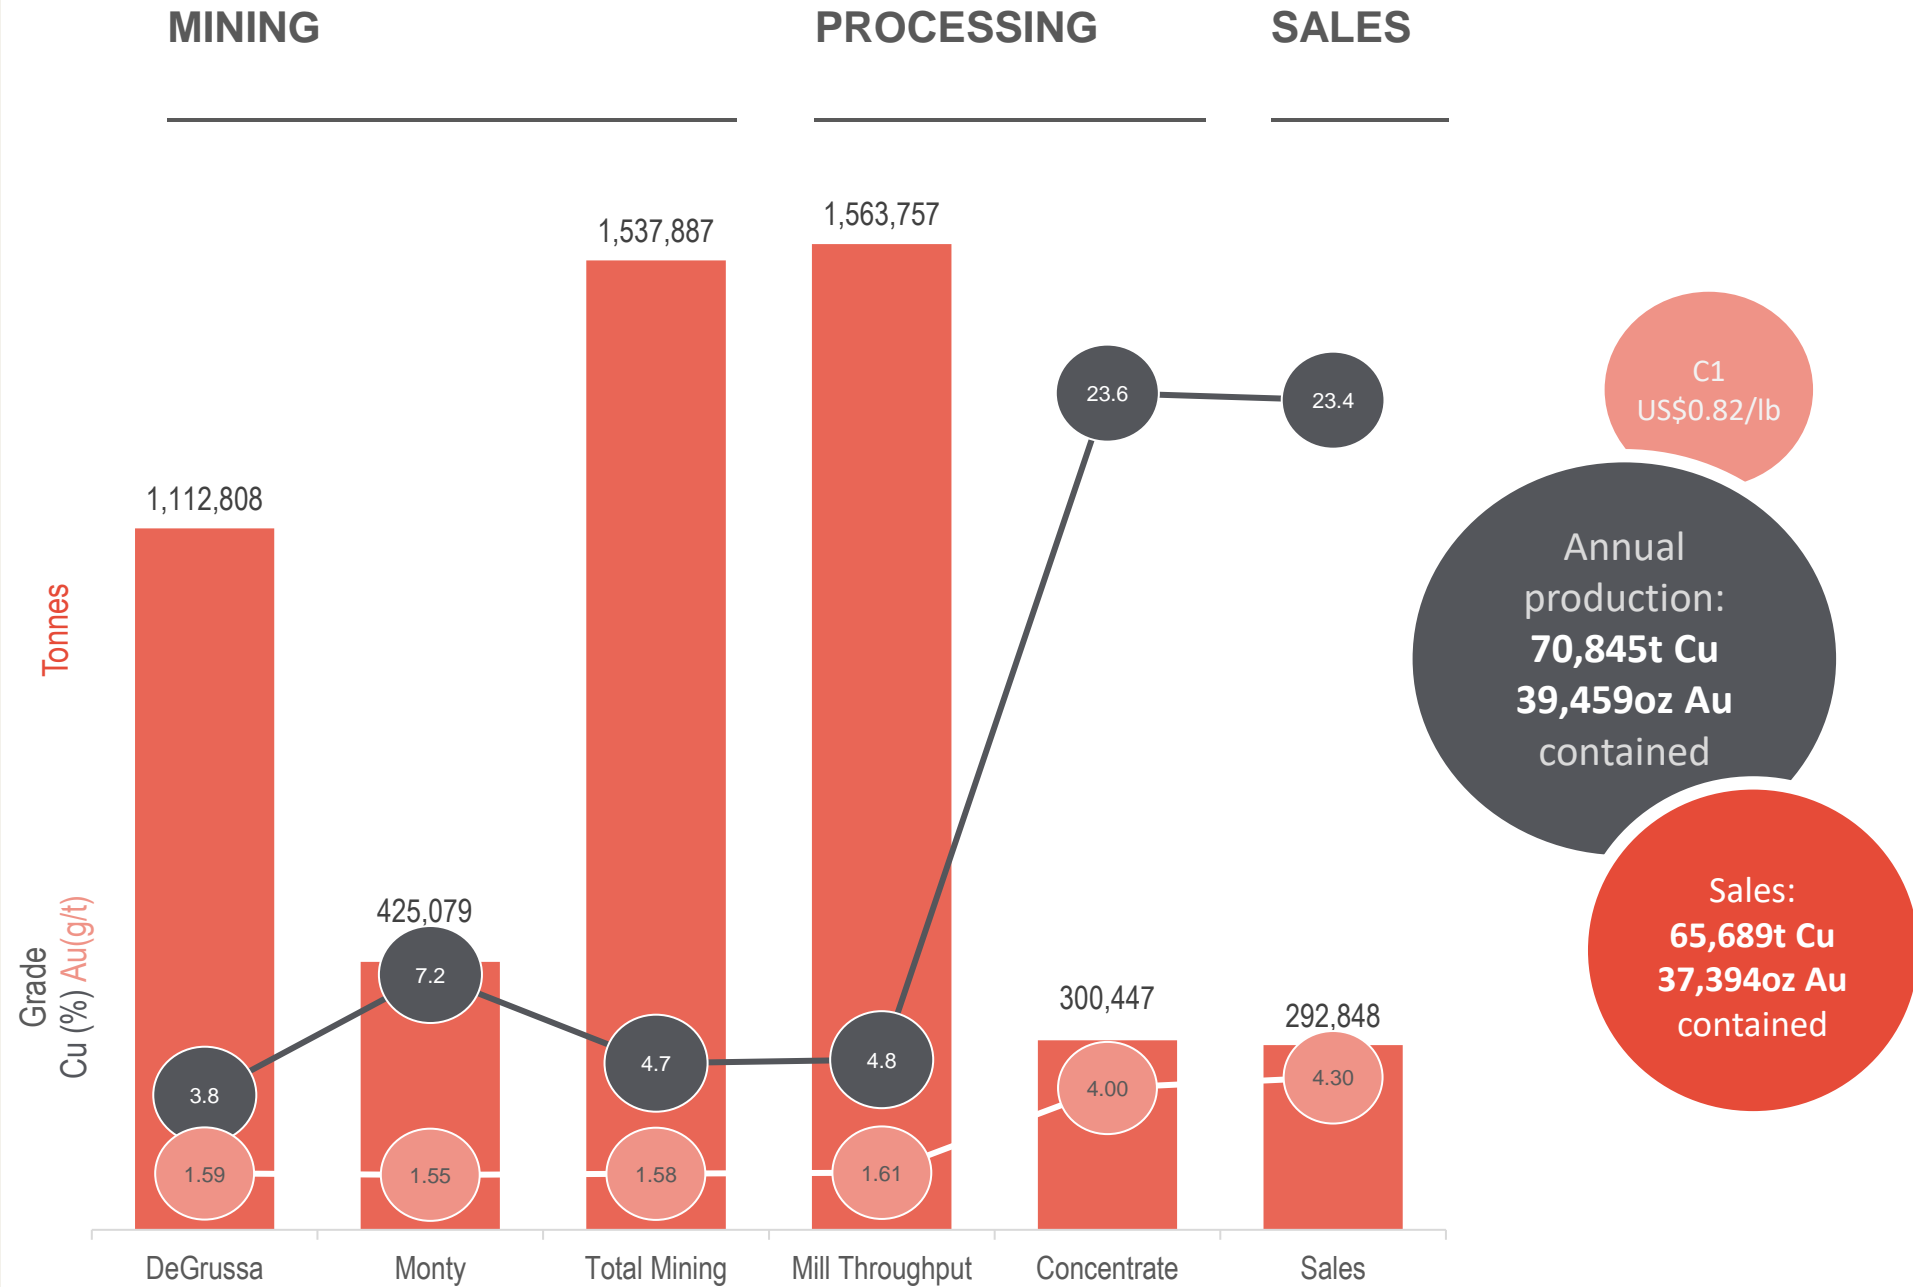 MINING
PROCESSING
SALES
1,112,808
425,079
1,537,887
1,563,757
300,447
292,848
3.8
7.2
4.7
4.8
23.6
23.4
1.59
1.55
1.58
1.61
4.00
4.30
Tonnes
Grade
Cu (%) Au(g/t)
DeGrussa
Monty
Total Mining
Mill Throughput
Concentrate
Sales
C1
US$0.82/lb
Annual
production:
70,845t Cu
39,459oz Au
contained
Sales:
65,689t Cu
37,394oz Au
contained